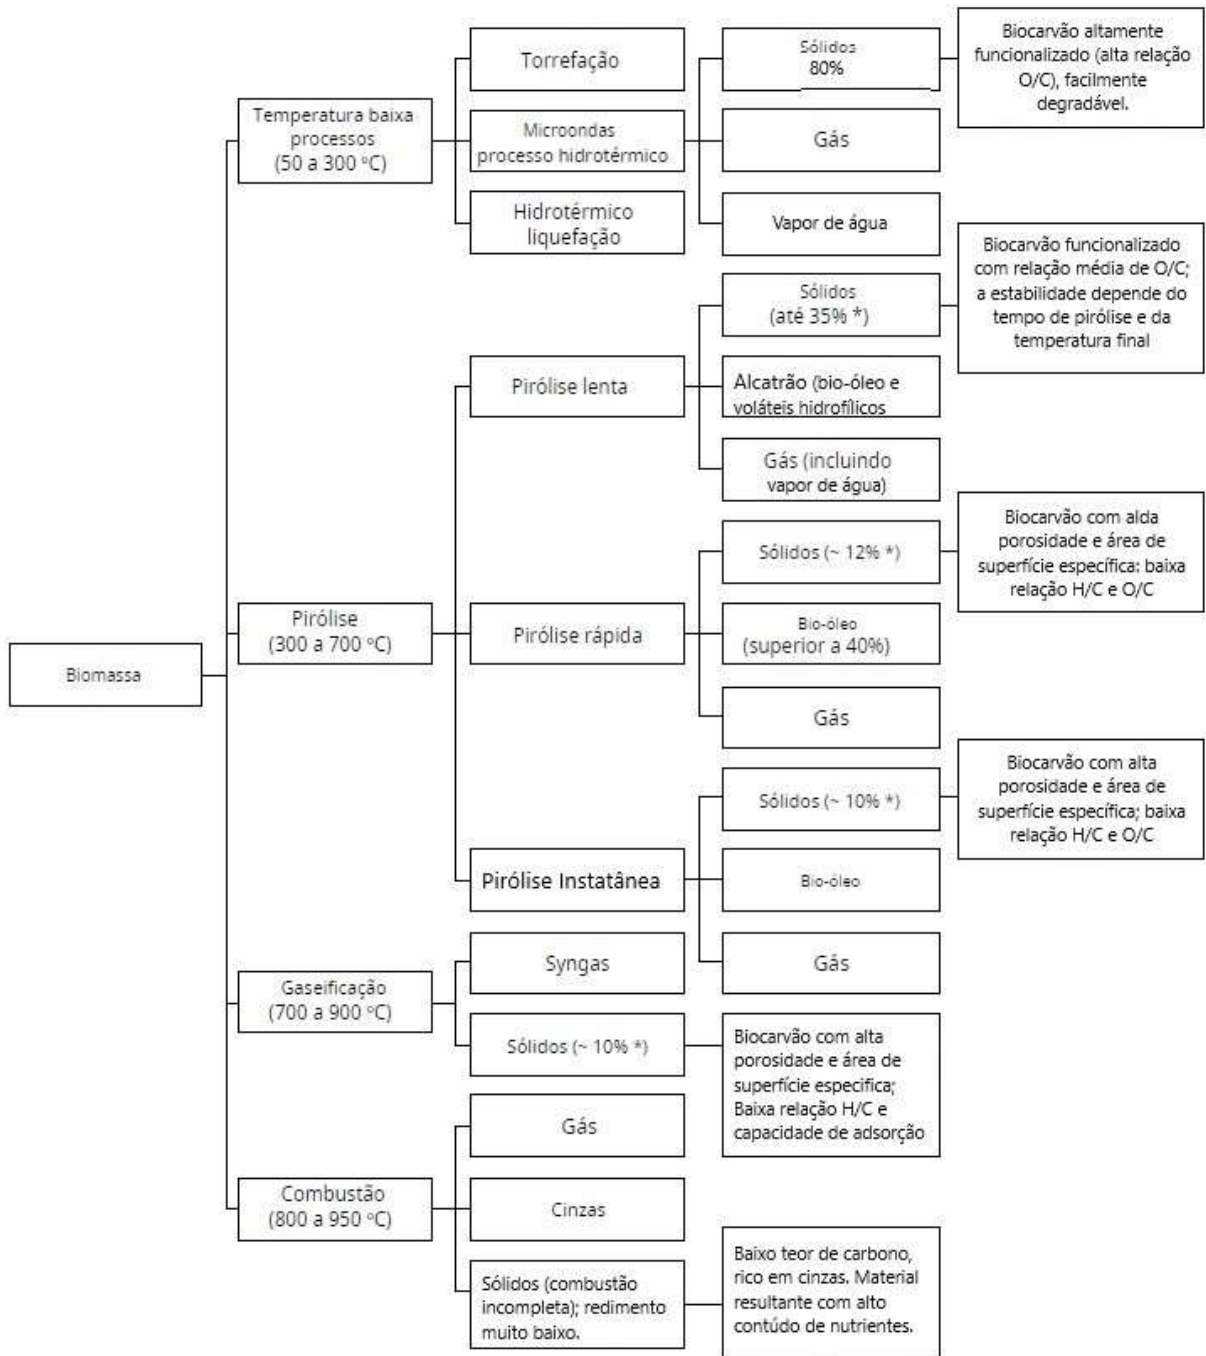 Biomassa
Temperatura baixa
processos
(50 a 300 ºC)
Torrefação
Microondas
processo hidrotérmico
Hidrotérmico
liquefação
Sólidos
80%
Gás
Vapor de água
Biocarvão altamente
funcionalizado (alta relação
O/C), facilmente
degradável.
Pirólise
(300 a 700 ºC)
Pirólise lenta
Sólidos
(até 35% *)
Alcatrão (bio-óleo e
voláteis hidrofílicos
Gás (incluindo
vapor de água)
Biocarvão funcionalizado
com relação média de O/C;
a estabilidade depende do
tempo de pirólise e da
temperatura final
Pirólise rápida
Sólidos (~ 12% *)
Bio-óleo
(superior a 40%)
Gás
Biocarvão com alda
porosidade e área de
superfície específica: baixa
relação H/C e O/C
Pirólise Instatânea
Sólidos (~ 10% *)
Bio-óleo
Gás
Biocarvão com alta
porosidade e área de
superfície específica; baixa
relação H/C e O/C
Gaseificação
(700 a 900 ºC)
Syngas
Sólidos (~ 10% *)
Biocarvão com alta
porosidade e área de
superfície especifica;
Baixa relação H/C e
capacidade de adsorção
Combustão
(800 a 950 ºC)
Gás
Cinzas
Sólidos (combustão
incompleta); redimento
muito baixo.
Baixo teor de carbono,
rico em cinzas. Material
resultante com alto
contúdo de nutrientes.